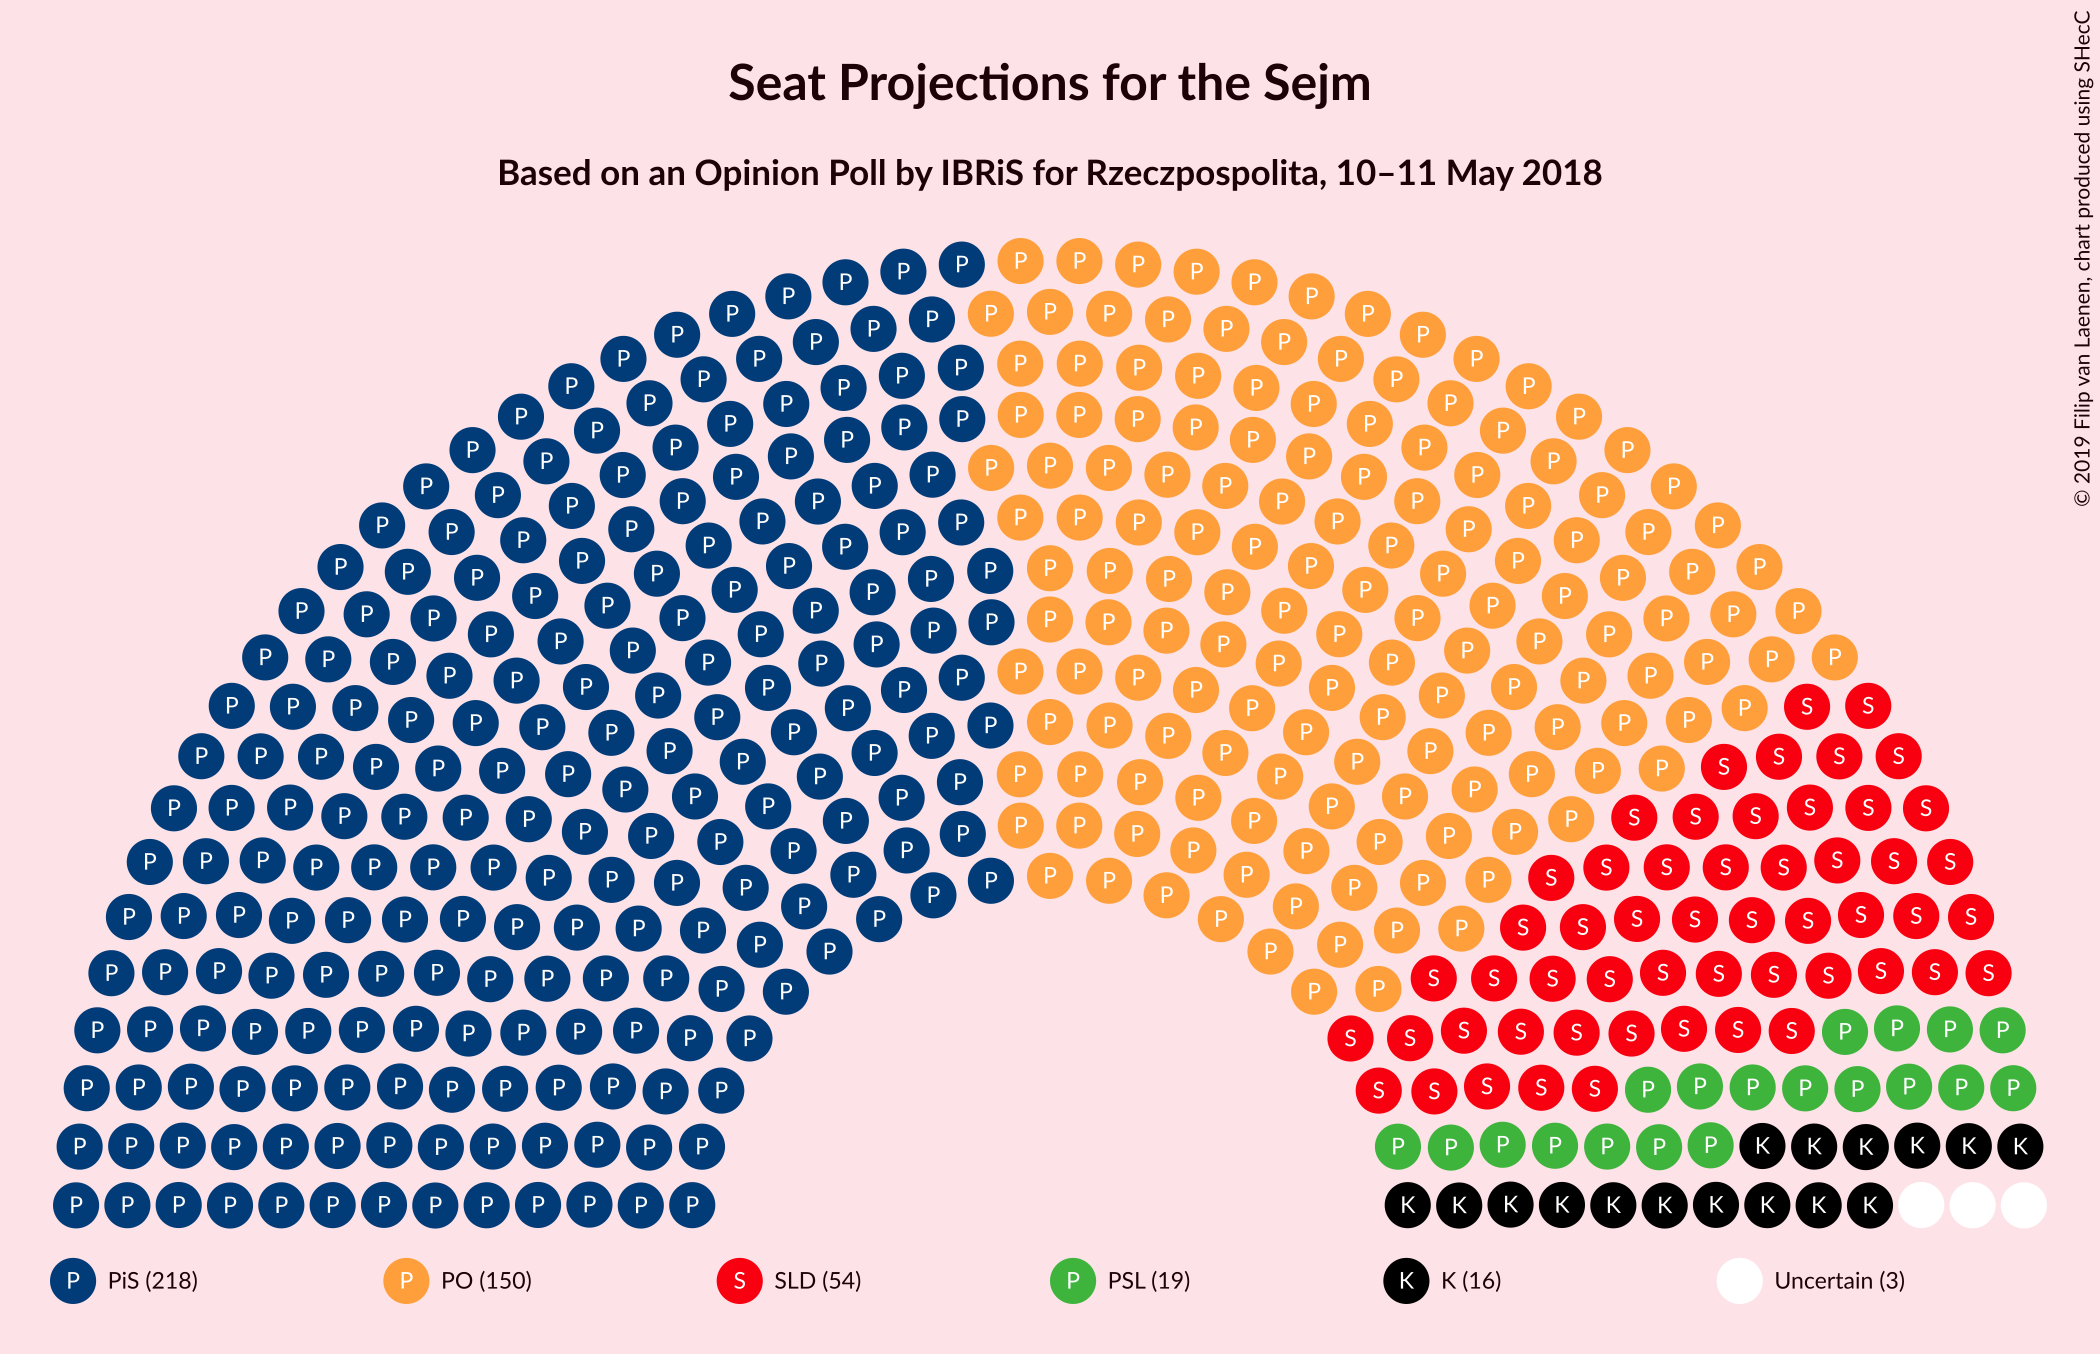 Seat Projections for the Sejm
Based on an Opinion Poll by IBRiS for Rzeczpospolita, 10–11 May 2018
© 2019 Filip van Laenen, chart produced using SHecC
P PiS (218)
P PO (150)
S SLD (54)
P PSL (19)
K K (16)
Uncertain (3)